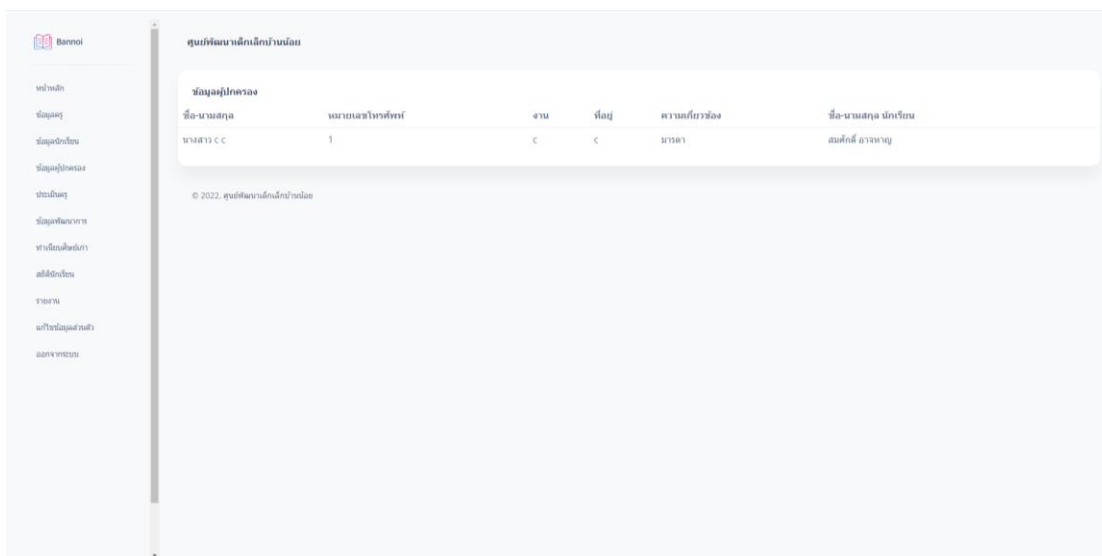 Bannoi
หน้าหลัก
ข้อมูลครู
ข้อมูลนักเรียน
ข้อมูลผู้ปกครอง
ประเมินครู
ข้อมูลพัฒนาการ
ทำเนียบศิษย์เก่า
สถิตินักเรียน
รายงาน
แก้ไขข้อมูลส่วนตัว
ออกจากระบบ
ศูนย์พัฒนาเด็กเล็กบ้านน้อย
ข้อมูลผู้ปกครอง
ชื่อ-นามสกุล หมายเลขโทรศัพท์ งาน ที่อยู่ ความเกี่ยวข้อง ชื่อ-นามสกุล นักเรียน
นางสาว c c 1 c c มารดา สมศักดิ์ อาจหาญ
© 2022, ศูนย์พัฒนาเด็กเล็กบ้านน้อย